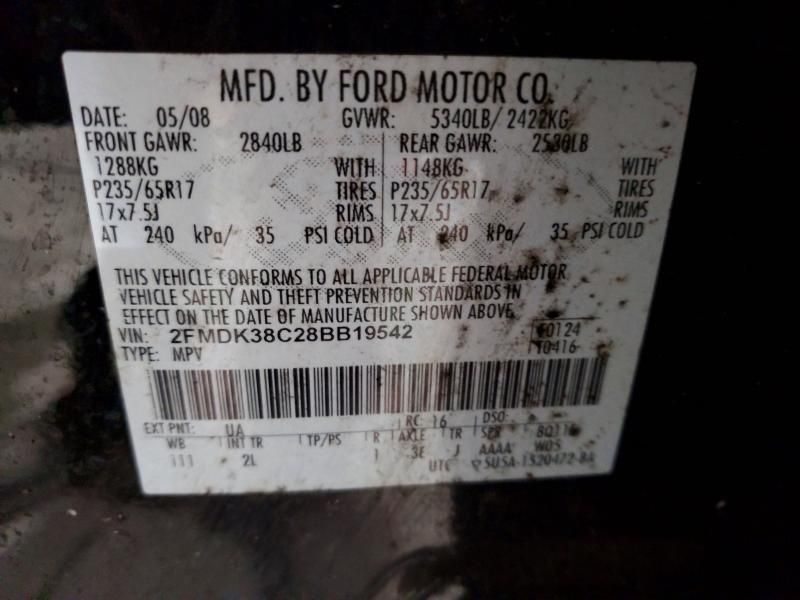 MFD. BY FORD MOTOR CO.
DATE: 05/08 GVWR: 5340LB/ 2422KG
FRONT GAWR: 2840LB REAR GAWR: 2530LB
1288KG WITH 1148KG WITH
P235/65R17 TIRES P235/65R17 TIRES
17x7.5J RIMS 17x7.5J RIMS
AT 240 kPa/ 35 PSI COLD AT 240 kPa/ 35 PSI COLD
THIS VEHICLE CONFORMS TO ALL APPLICABLE FEDERAL MOTOR
VEHICLE SAFETY AND THEFT PREVENTION STANDARDS IN
EFFECT ON THE DATE OF MANUFACTURE SHOWN ABOVE.
VIN: 2FMDK38C28BB19542 F0124
TYPE: MPV T0416
EXT PNT: UA RC: 16 DSO:
WB INT TR TP/PS R AXLE TR SPR
111 2L 1 3E J AAAA W05
UTC